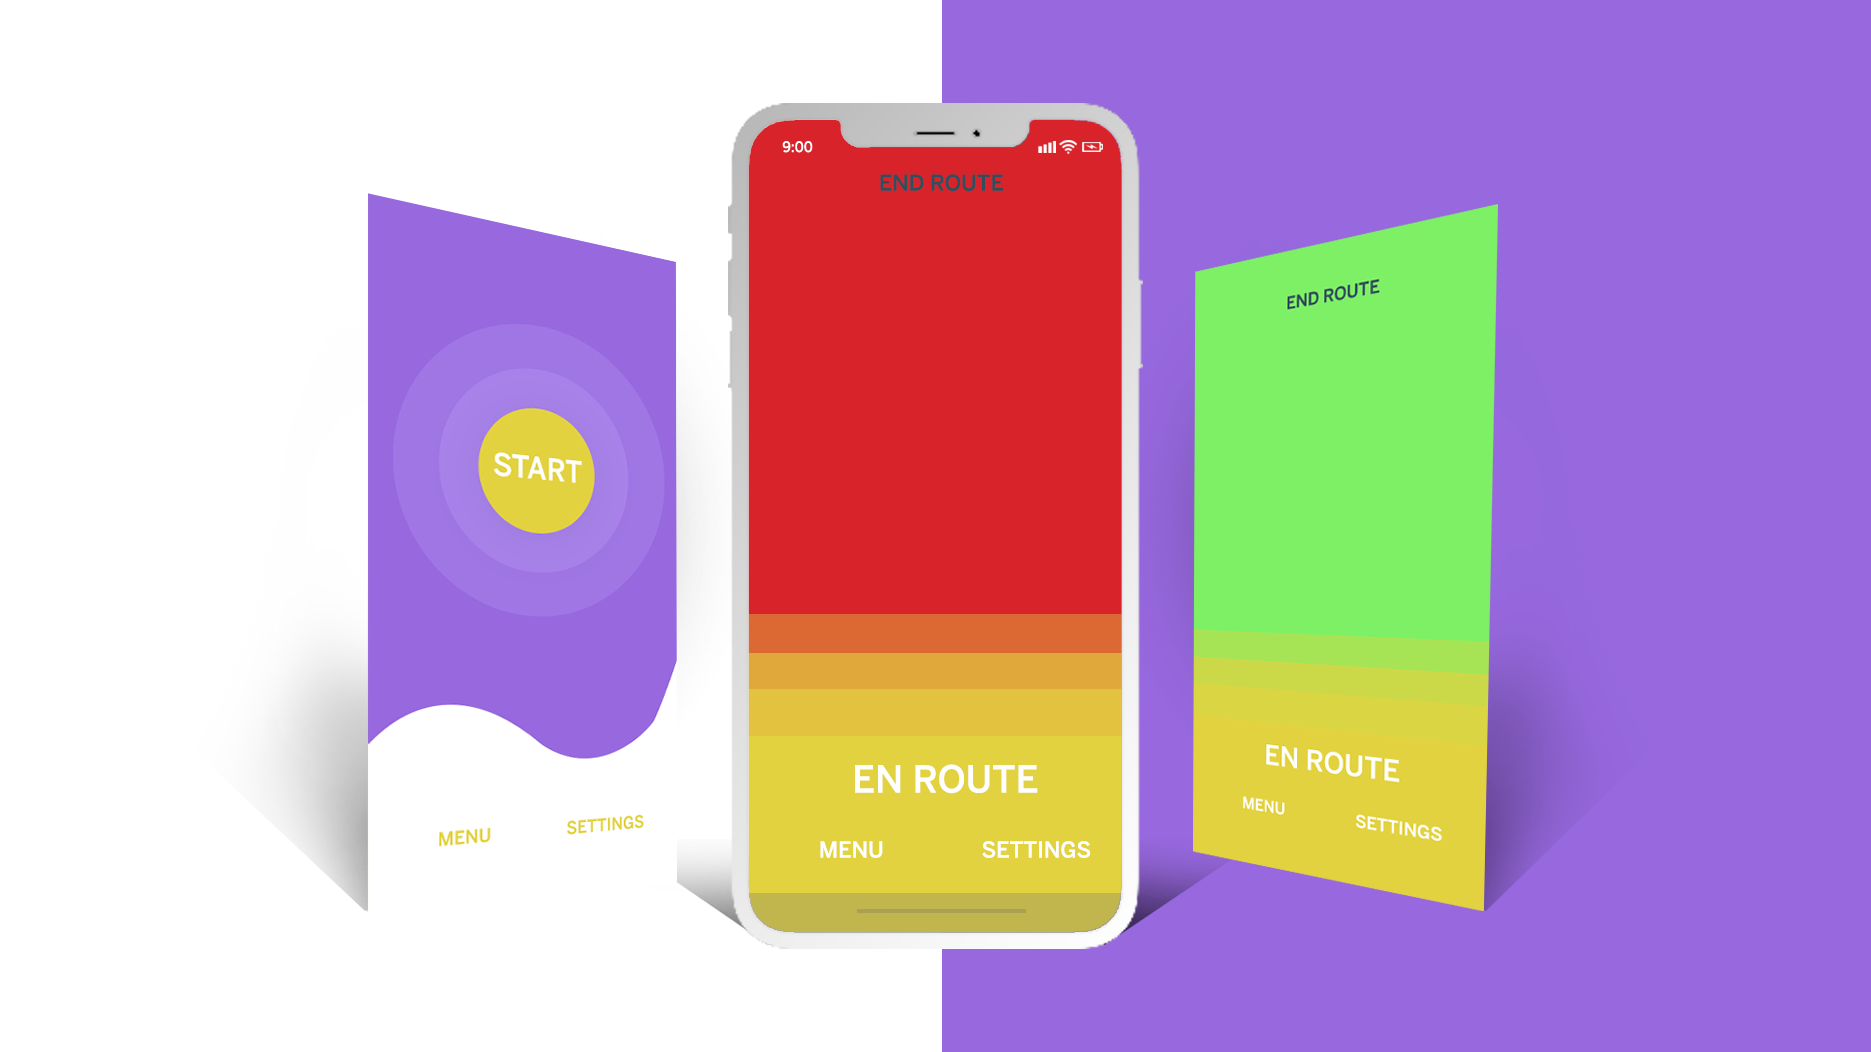 START
MENU
SETTINGS
9:00
END ROUTE
EN ROUTE
MENU
SETTINGS
END ROUTE
EN ROUTE
MENU
SETTINGS